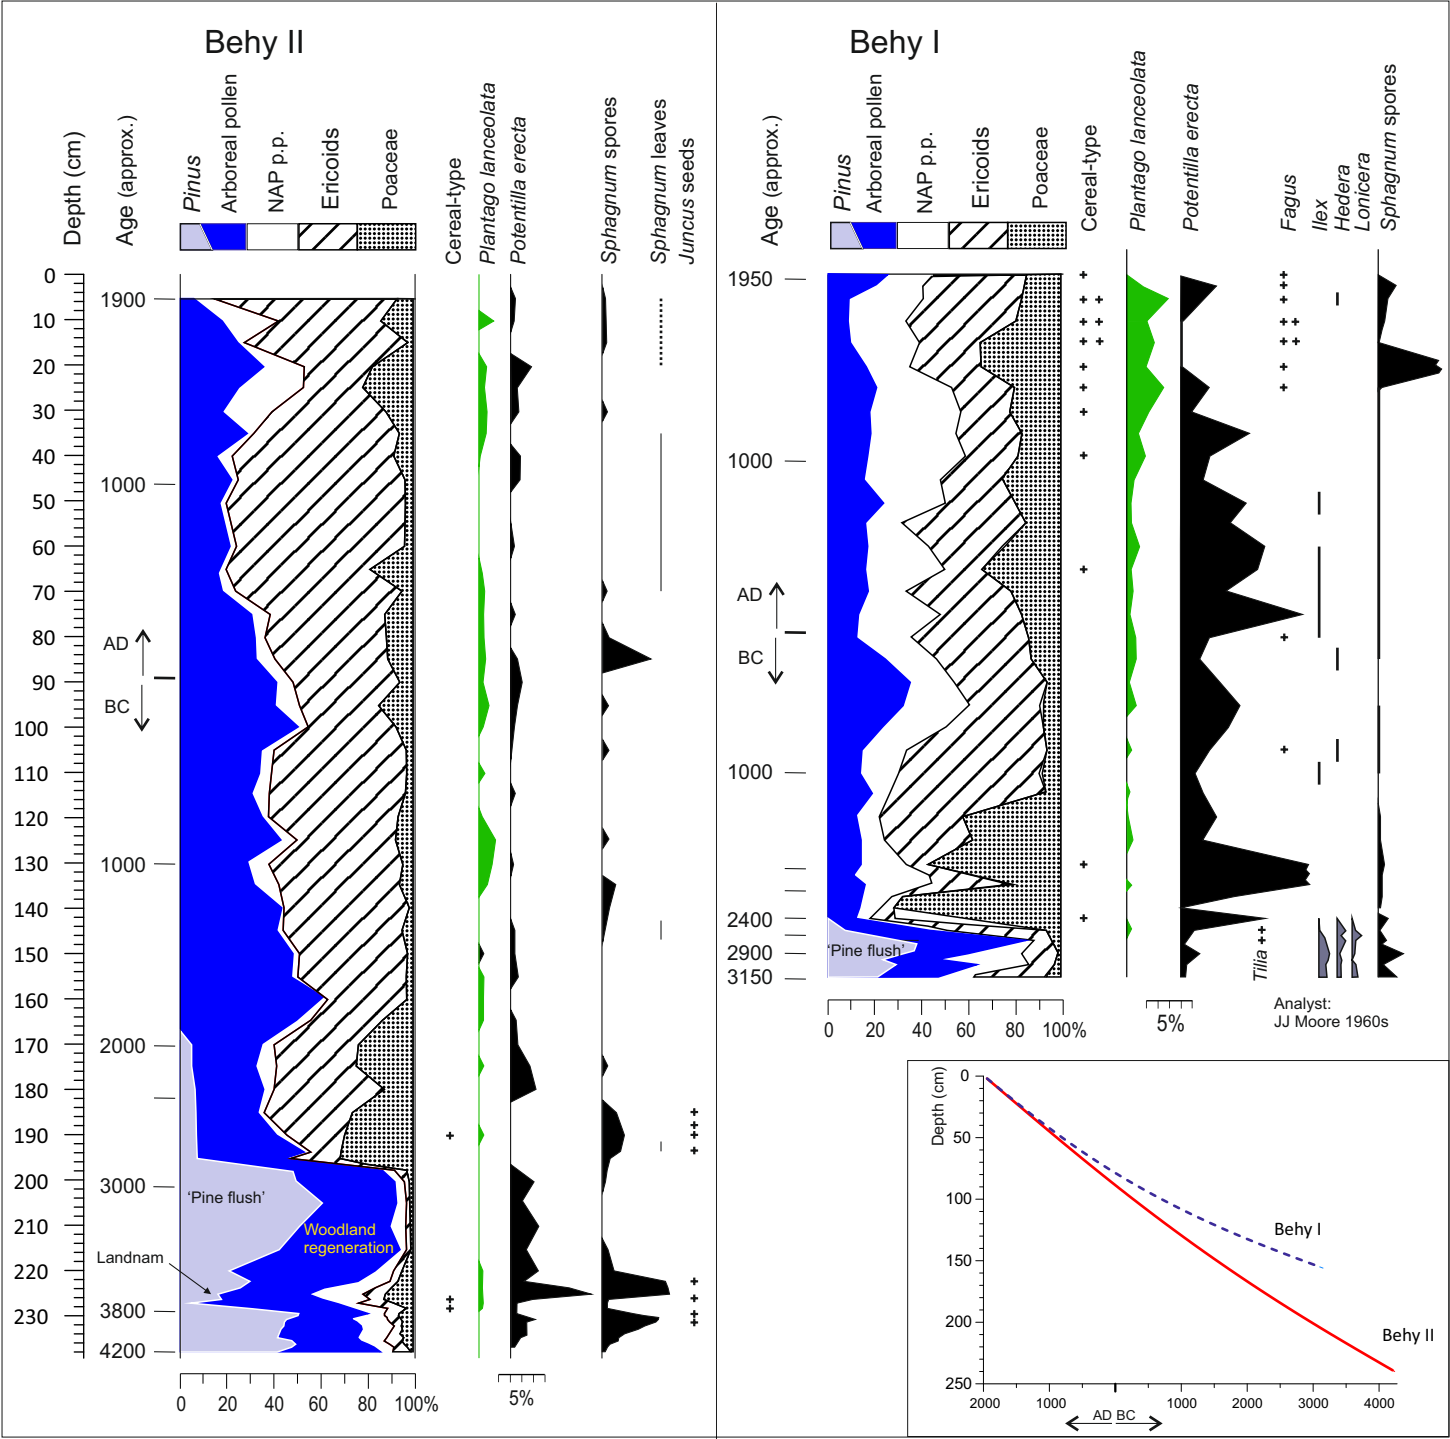 Behy II
Depth (cm)
Age (approx.)
Pinus
Arboreal pollen
NAP p.p.
Ericoids
Poaceae
Cereal-type
Plantago lanceolata
Potentilla erecta
Sphagnum spores
Sphagnum leaves
Juncus seeds
0
10
20
30
40
50
60
70
80
90
100
110
120
130
140
150
160
170
180
190
200
210
220
230
1900
1000
AD
BC
1000
2000
3000
3800
4200
Landnam
'Pine flush'
Woodland
regeneration
0 20 40 60 80 100%
5%
Behy I
Age (approx.)
Pinus
Arboreal pollen
NAP p.p.
Ericoids
Poaceae
Cereal-type
Plantago lanceolata
Potentilla erecta
Fagus
Ilex
Hedera
Lonicera
Sphagnum spores
1950
1000
AD
BC
1000
2400
2900
3150
'Pine flush'
Tilia
0 20 40 60 80 100%
5%
Analyst:
JJ Moore 1960s
Depth (cm)
0
50
100
150
200
250
Behy I
Behy II
2000 1000 1000 2000 3000 4000
AD BC